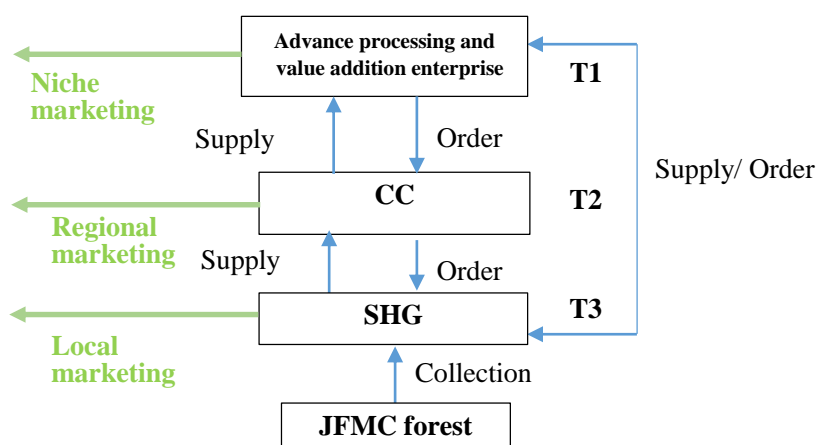 Advance processing and
value addition enterprise
T1
Niche
marketing
Supply
Order
Supply/ Order
CC
T2
Regional
marketing
Supply
Order
SHG
T3
Local
marketing
Collection
JFMC forest